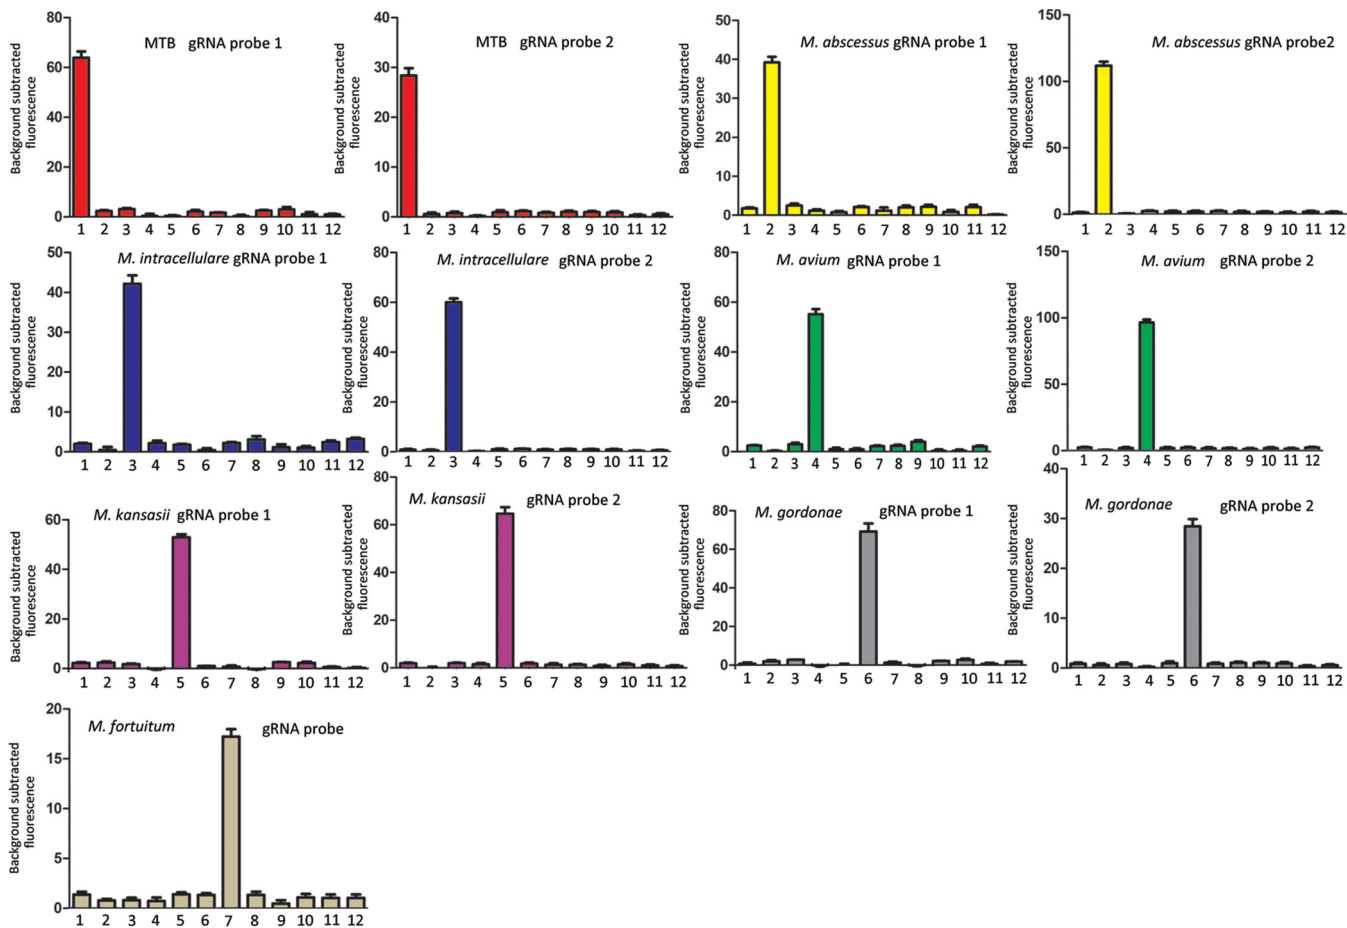 Background subtracted
fluorescence
80
60
40
20
0
MTB gRNA probe 1
1 2 3 4 5 6 7 8 9 10 11 12
Background subtracted
fluorescence
40
30
20
10
0
MTB gRNA probe 2
1 2 3 4 5 6 7 8 9 10 11 12
Background subtracted
fluorescence
50
40
30
20
10
0
M. abscessus gRNA probe 1
1 2 3 4 5 6 7 8 9 10 11 12
Background subtracted
fluorescence
150
100
50
0
M. abscessus gRNA probe2
1 2 3 4 5 6 7 8 9 10 11 12
Background subtracted
fluorescence
50
40
30
20
10
0
M. intracellulare gRNA probe 1
1 2 3 4 5 6 7 8 9 10 11 12
Background subtracted
fluorescence
80
60
40
20
0
M. intracellulare gRNA probe 2
1 2 3 4 5 6 7 8 9 10 11 12
Background subtracted
fluorescence
80
60
40
20
0
M. avium gRNA probe 1
1 2 3 4 5 6 7 8 9 10 11 12
Background subtracted
fluorescence
150
100
50
0
M. avium gRNA probe 2
1 2 3 4 5 6 7 8 9 10 11 12
Background subtracted
fluorescence
60
40
20
0
M. kansasii gRNA probe 1
1 2 3 4 5 6 7 8 9 10 11 12
Background subtracted
fluorescence
80
60
40
20
0
M. kansasii gRNA probe 2
1 2 3 4 5 6 7 8 9 10 11 12
Background subtracted
fluorescence
80
60
40
20
0
M. gordonae gRNA probe 1
1 2 3 4 5 6 7 8 9 10 11 12
Background subtracted
fluorescence
40
30
20
10
0
M. gordonae gRNA probe 2
1 2 3 4 5 6 7 8 9 10 11 12
Background subtracted
fluorescence
20
15
10
5
0
M. fortuitum gRNA probe
1 2 3 4 5 6 7 8 9 10 11 12